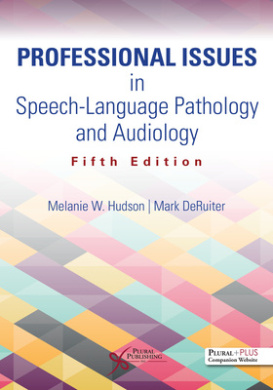 PROFESSIONAL ISSUES
in
Speech-Language Pathology
and Audiology
Fifth Edition
Melanie W. Hudson | Mark DeRuiter
PLURAL
PUBLISHING
PLURAL+PLUS
Companion Website